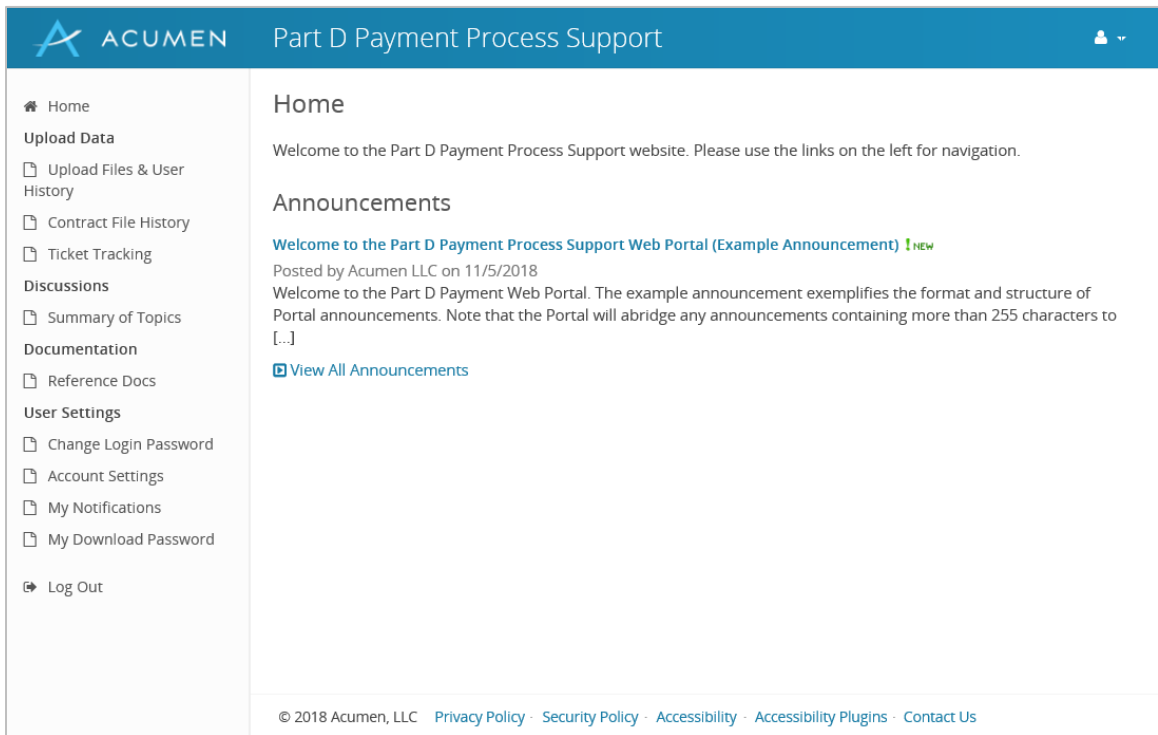 ACUMEN
Part D Payment Process Support
Home
Upload Data
Upload Files & User
History
Contract File History
Ticket Tracking
Discussions
Summary of Topics
Documentation
Reference Docs
User Settings
Change Login Password
Account Settings
My Notifications
My Download Password
Log Out
Home
Welcome to the Part D Payment Process Support website. Please use the links on the left for navigation.
Announcements
Welcome to the Part D Payment Process Support Web Portal (Example Announcement) ! NEW
Posted by Acumen LLC on 11/5/2018
Welcome to the Part D Payment Web Portal. The example announcement exemplifies the format and structure of
Portal announcements. Note that the Portal will abridge any announcements containing more than 255 characters to
[...]
View All Announcements
© 2018 Acumen, LLC Privacy Policy · Security Policy · Accessibility · Accessibility Plugins · Contact Us